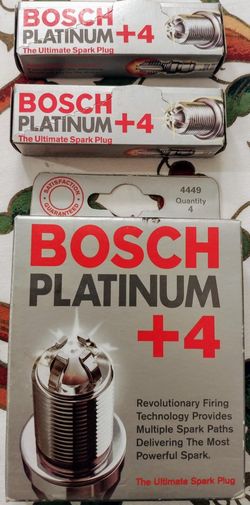 BOSCH
PLATINUM +4
The Ultimate Spark Plug
BOSCH
PLATINUM +4
The Ultimate Spark Plug
SATISFACTION
GUARANTEED
4449
Quantity
4
BOSCH
PLATINUM
+4
Revolutionary Firing
Technology Provides
Multiple Spark Paths
Delivering The Most
Powerful Spark.
The Ultimate Spark Plug